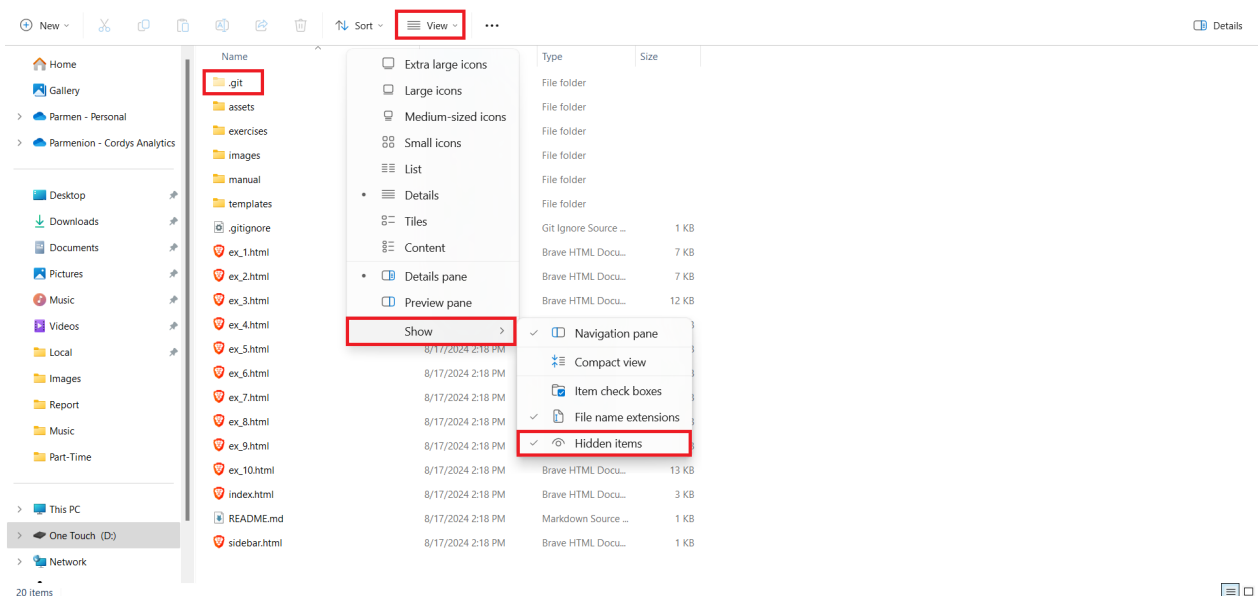 New Sort View ••• Details
Name Type Size
Home
Gallery
Parmen - Personal
Parmenion - Cordys Analytics
Desktop
Downloads
Documents
Pictures
Music
Videos
Local
Images
Report
Music
Part-Time
This PC
One Touch (D:)
Network
20 items
.git File folder
assets File folder
exercises File folder
images File folder
manual File folder
templates File folder
.gitignore Git Ignore Source ... 1 KB
ex_1.html Brave HTML Docu... 7 KB
ex_2.html Brave HTML Docu... 7 KB
ex_3.html Brave HTML Docu... 12 KB
ex_4.html
ex_5.html 8/17/2024 2:18 PM
ex_6.html 8/17/2024 2:18 PM
ex_7.html 8/17/2024 2:18 PM
ex_8.html 8/17/2024 2:18 PM
ex_9.html 8/17/2024 2:18 PM
ex_10.html 8/17/2024 2:18 PM Brave HTML Docu... 13 KB
index.html 8/17/2024 2:18 PM Brave HTML Docu... 3 KB
README.md 8/17/2024 2:18 PM Markdown Source ... 1 KB
sidebar.html 8/17/2024 2:18 PM Brave HTML Docu... 1 KB
Extra large icons
Large icons
Medium-sized icons
Small icons
List
Details
Tiles
Content
Details pane
Preview pane
Show
Navigation pane
Compact view
Item check boxes
File name extensions
Hidden items